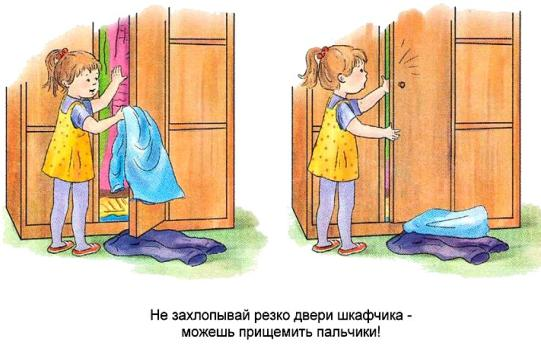 Не захлопывай резко двери шкафчика -
можешь прищемить пальчики!